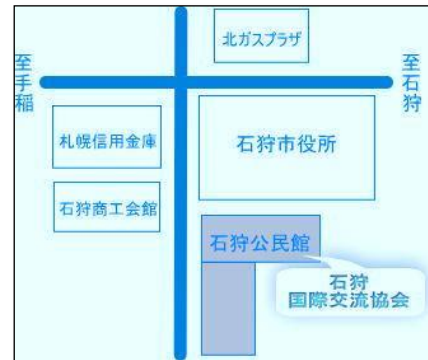 北ガスプラザ
至手稲
至石狩
札幌信用金庫
石狩市役所
石狩商工会館
石狩公民館
石狩
国際交流協会